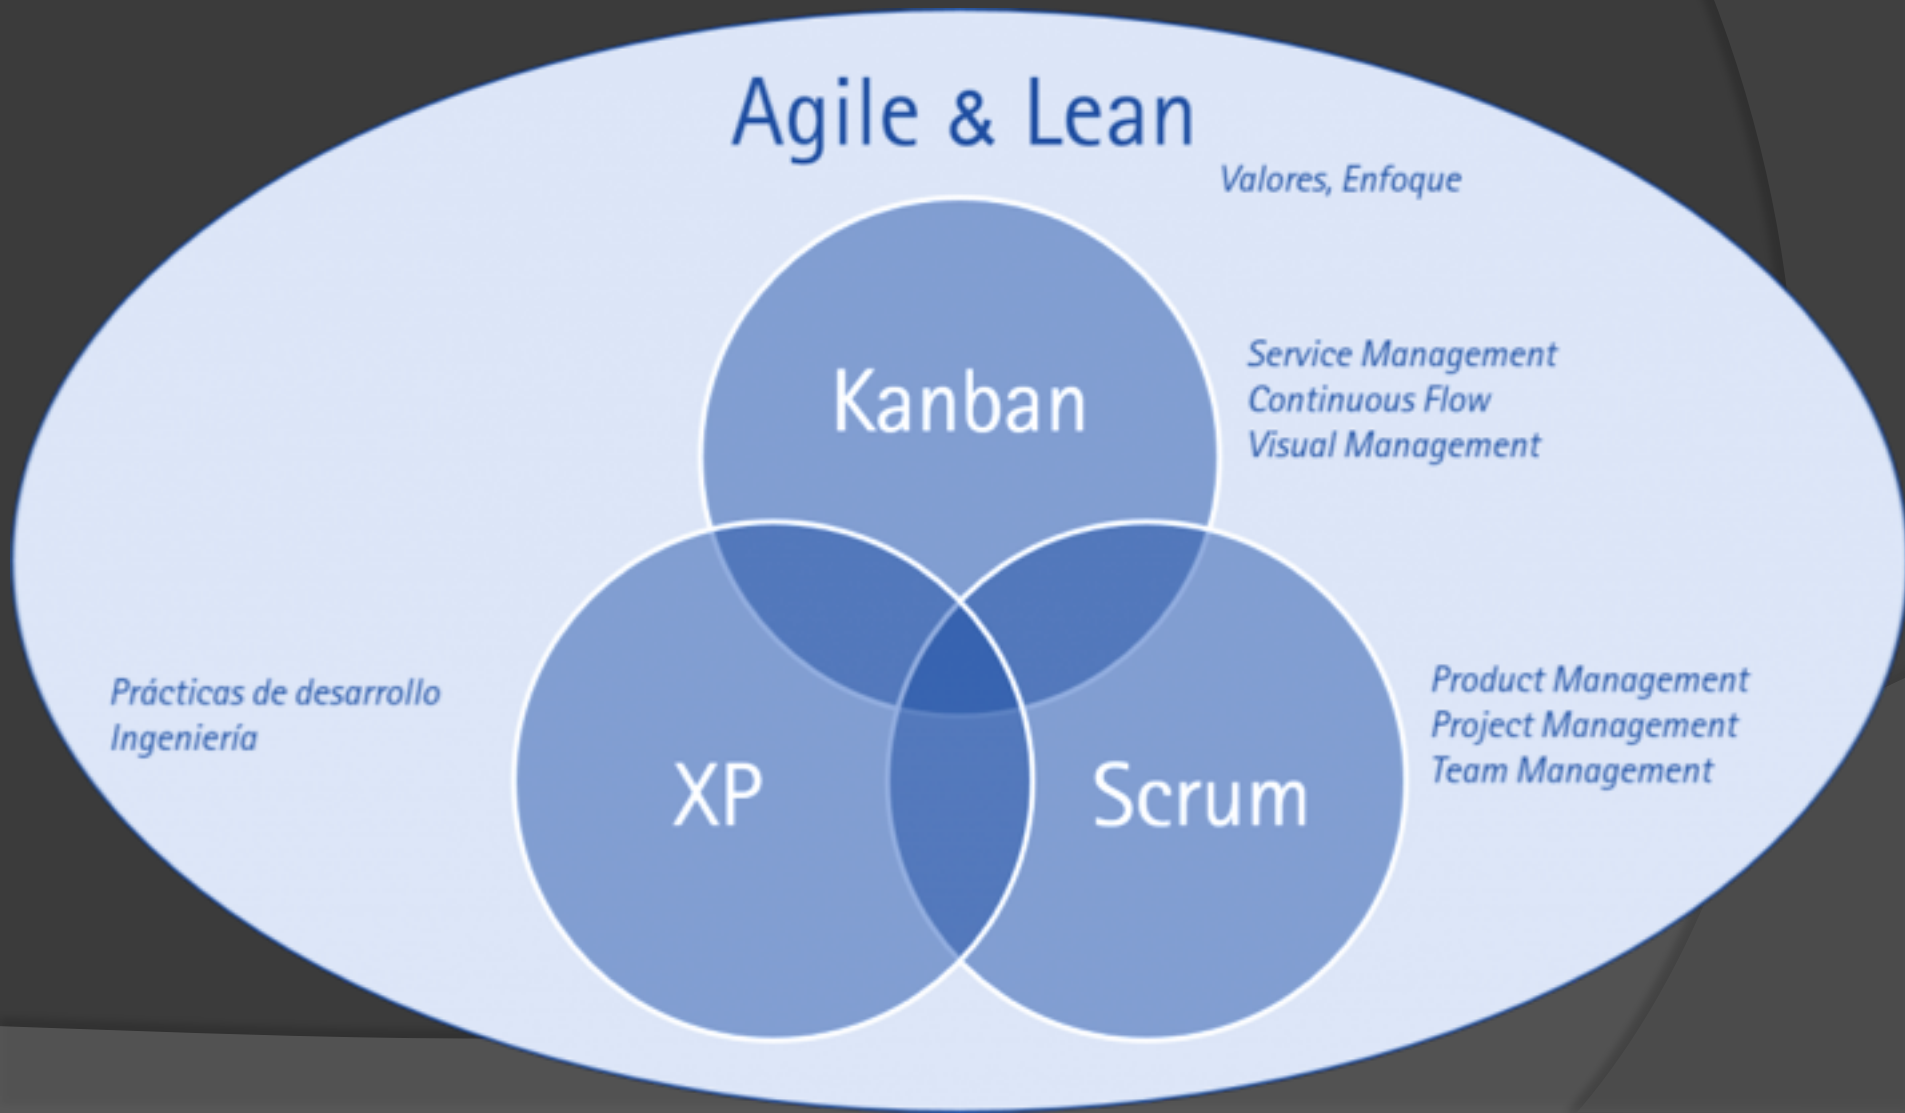 Agile & Lean
Valores, Enfoque
Kanban
Service Management
Continuous Flow
Visual Management
Prácticas de desarrollo
Ingeniería
XP
Scrum
Product Management
Project Management
Team Management